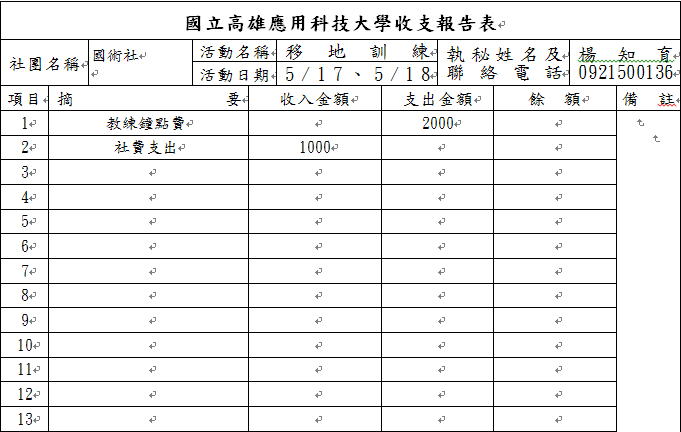 國立高雄應用科技大學收支報告表
社團名稱 國術社 活動名稱 移地訓練 執秘姓名及聯絡電話 楊知育
活動日期 5/17、5/18 0921500136
項目 摘要 收入金額 支出金額 餘額 備註
1 教練鐘點費 2000
2 社費支出 1000
3
4
5
6
7
8
9
10
11
12
13